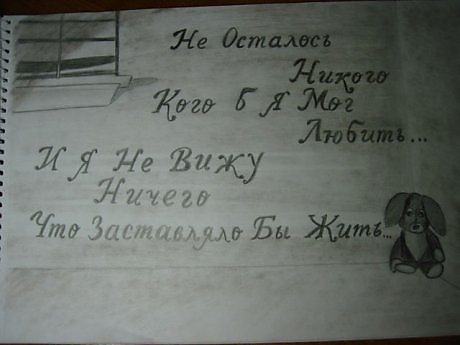 Не Осталось
Никого
Кого б Я Мог
Любить...
И Я Не Вижу
Ничего
Что Заставляло Бы Жить...